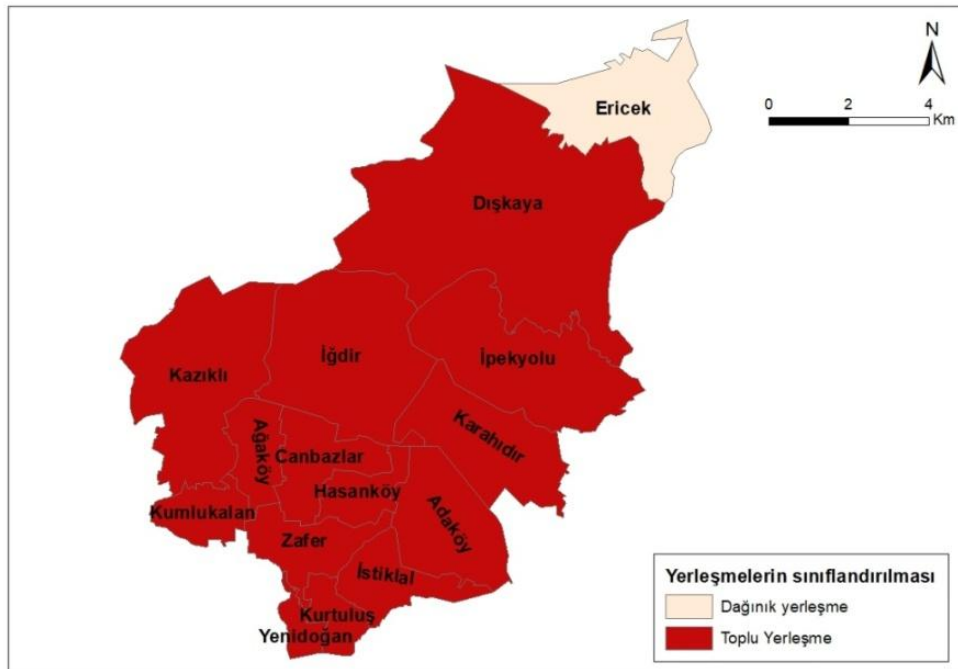 N
0 2 4
Km
Ericek
Dışkaya
İğdir
İpekyolu
Kazıklı
Karahıdır
Ağaköy
Canbazlar
Hasanköy
Adaköy
Kumlukalan
Zafer
İstiklal
Kurtuluş
Yenidoğan
Yerleşmelerin sınıflandırılması
Dağınık yerleşme
Toplu Yerleşme